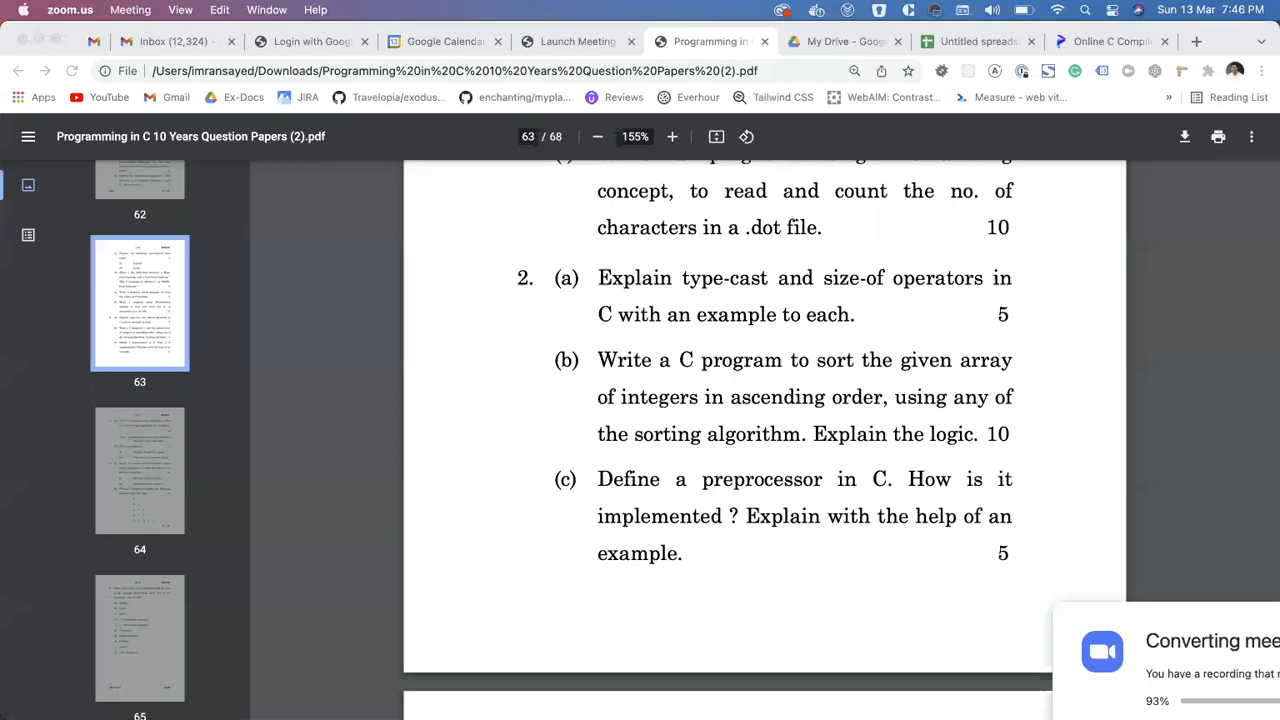 zoom.us Meeting View Edit Window Help Sun 13 Mar 7:46 PM
Inbox (12,324) - Login with Goog Google Calenda Launch Meeting Programming in My Drive - Goog Untitled spreads Online C Compil
File /Users/imransayed/Downloads/Programming%20in%20C%2010%20Years%20Question%20Papers%20(2).pdf
Apps YouTube Gmail Ex-Docs JIRA Travelopia/exodus... enchanting/mypla... Reviews Everhour Tailwind CSS WebAIM: Contrast... Measure - web vit... » Reading List
Programming in C 10 Years Question Papers (2).pdf 63 / 68 155%
concept, to read and count the no. of
characters in a .dot file. 10
2. (a) Explain type-cast and size-of operators in
C with an example to each. 5
(b) Write a C program to sort the given array
of integers in ascending order, using any of
the sorting algorithm. Explain the logic. 10
(c) Define a preprocessor in C. How is it
implemented ? Explain with the help of an
example. 5
62
63
64
65
Converting mee
You have a recording that
93%